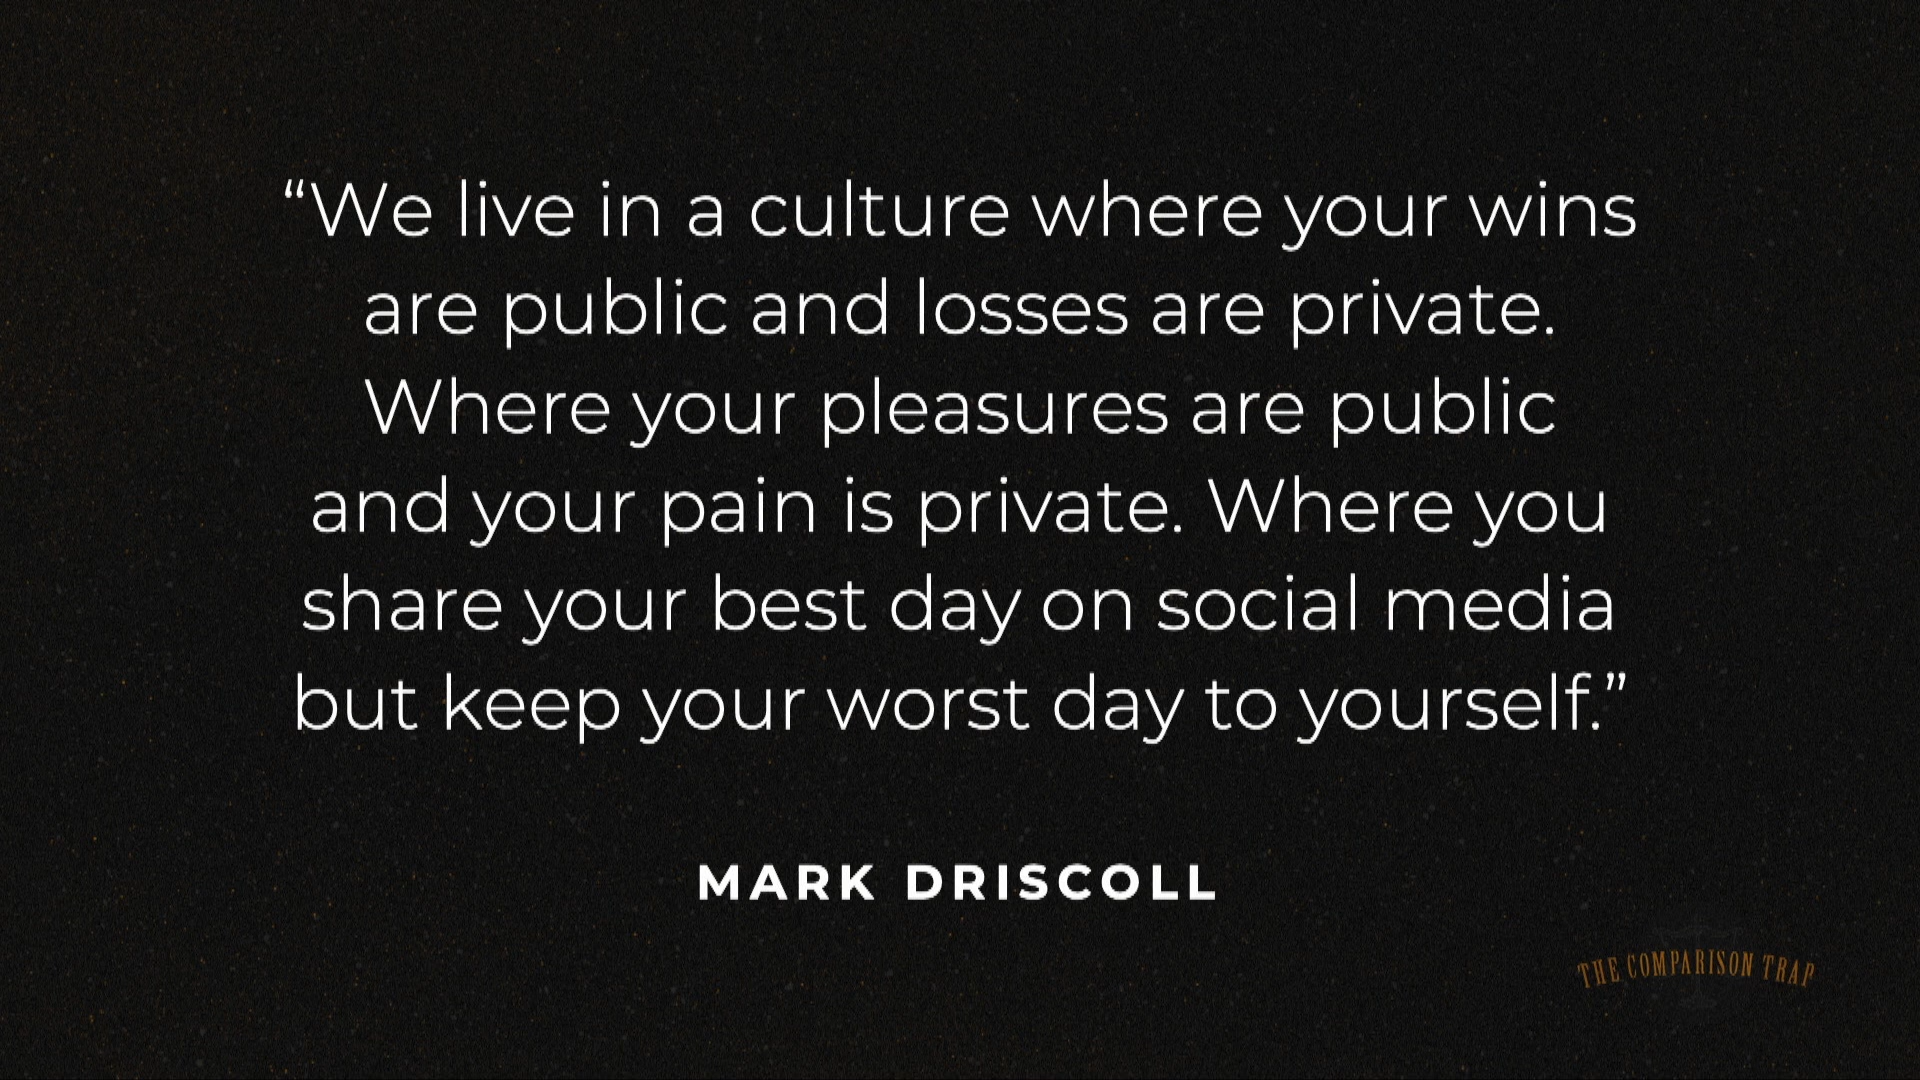 “We live in a culture where your wins
are public and losses are private.
Where your pleasures are public
and your pain is private. Where you
share your best day on social media
but keep your worst day to yourself.”
MARK DRISCOLL
THE COMPARISON TRAP